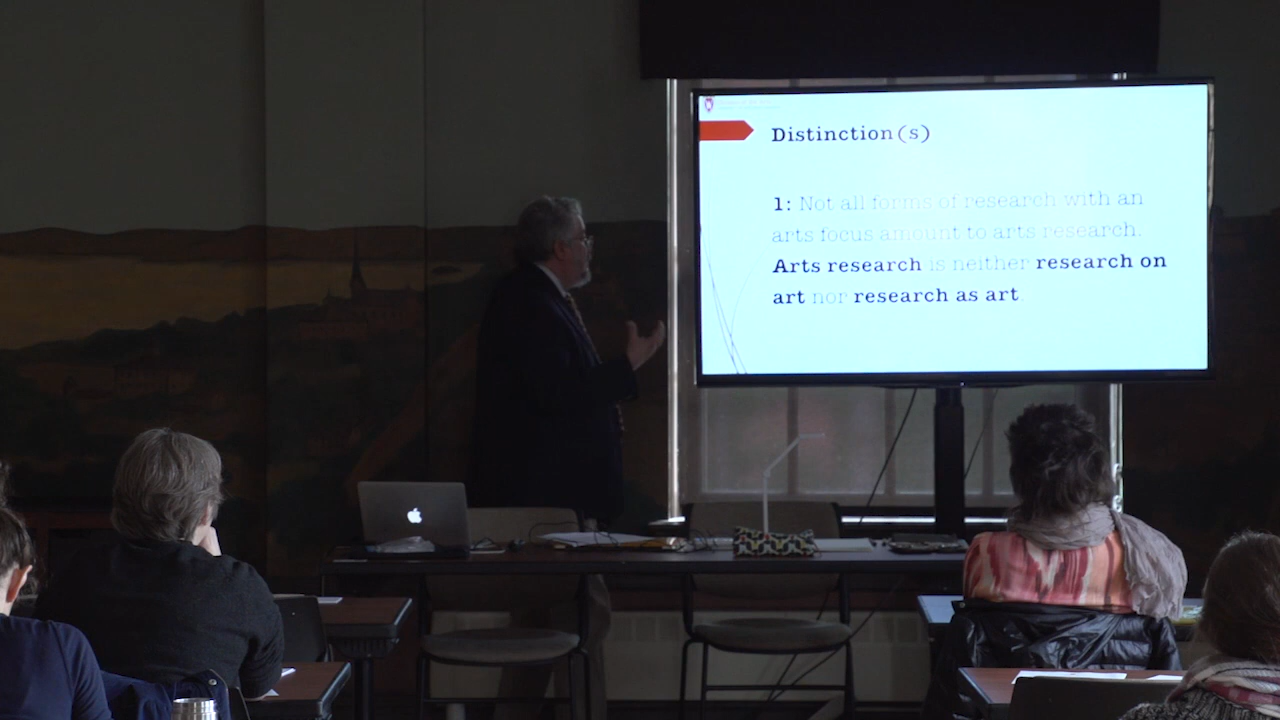 Distinction(s)
1: Not all forms of research with an
arts focus amount to arts research.
Arts research is neither research on
art nor research as art